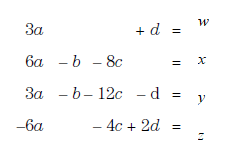 3a + d = w
6a – b – 8c = x
3a – b – 12c – d = y
–6a – 4c + 2d = z